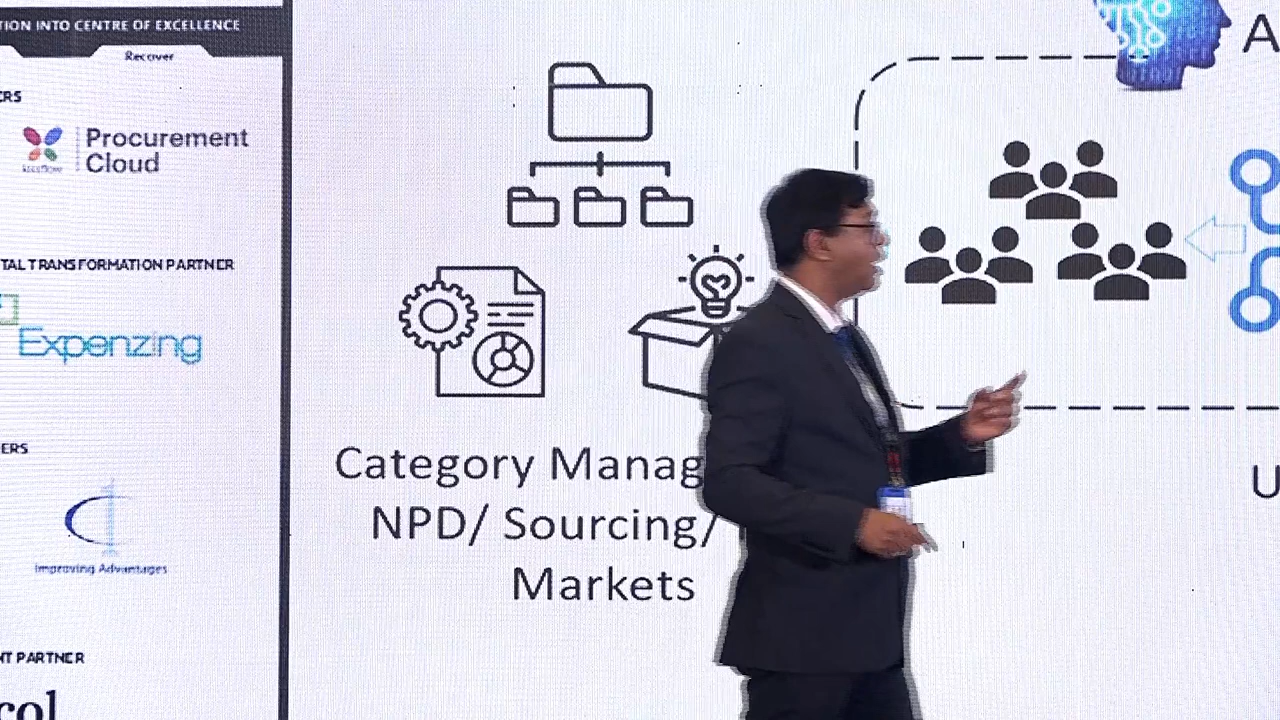 TION INTO CENTRE OF EXCELLENCE
Recover
ERS
Procurement
Cloud
TAL TRANSFORMATION PARTNER
Expenzing
ERS
Improving Advantages
NT PARTNER
col
A
U
Category Manag
NPD/ Sourcing/
Markets